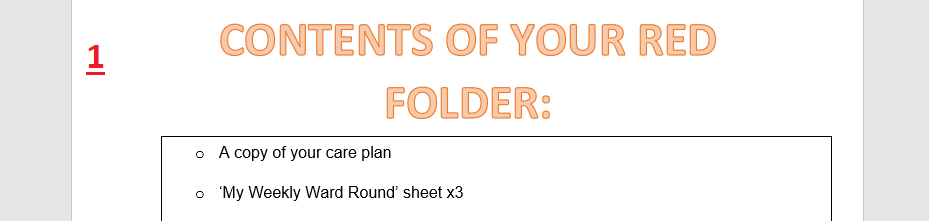 1
CONTENTS OF YOUR RED
FOLDER:
o A copy of your care plan
o ‘My Weekly Ward Round’ sheet x3